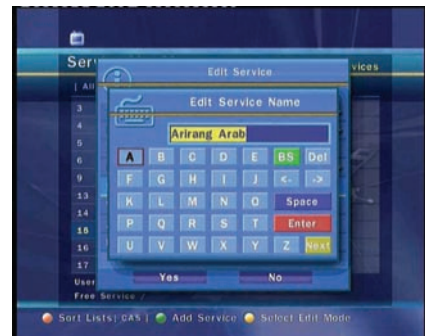 Ser vices
Edit Service
| All
Edit Service Name
3
4
Arirang Arab
5
A B C D E BS Del
6
9
F G H I J <- ->
13
K L M N O Space
14
15
P Q R S T Enter
16
U V W X Y Z Next
17
User
Yes No
Free Service /
Sort Lists| CAS | Add Service Select Edit Mode